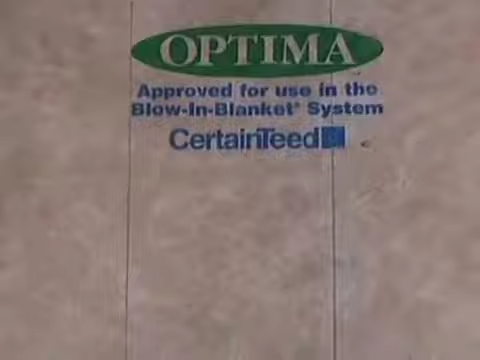 OPTIMA
Approved for use in the
Blow-In-Blanket® System
CertainTeed